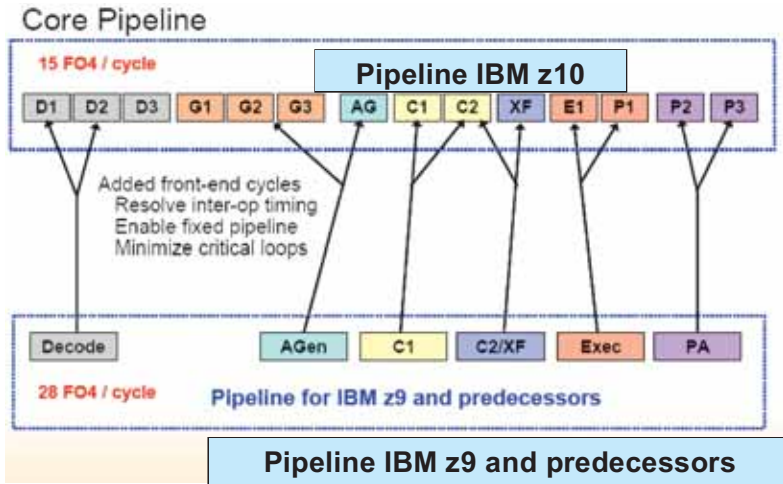 Core Pipeline
15 FO4 / cycle
Pipeline IBM z10
D1 D2 D3 G1 G2 G3 AG C1 C2 XF E1 P1 P2 P3
Added front-end cycles
Resolve inter-op timing
Enable fixed pipeline
Minimize critical loops
Decode AGen C1 C2/XF Exec PA
28 FO4 / cycle
Pipeline for IBM z9 and predecessors
Pipeline IBM z9 and predecessors